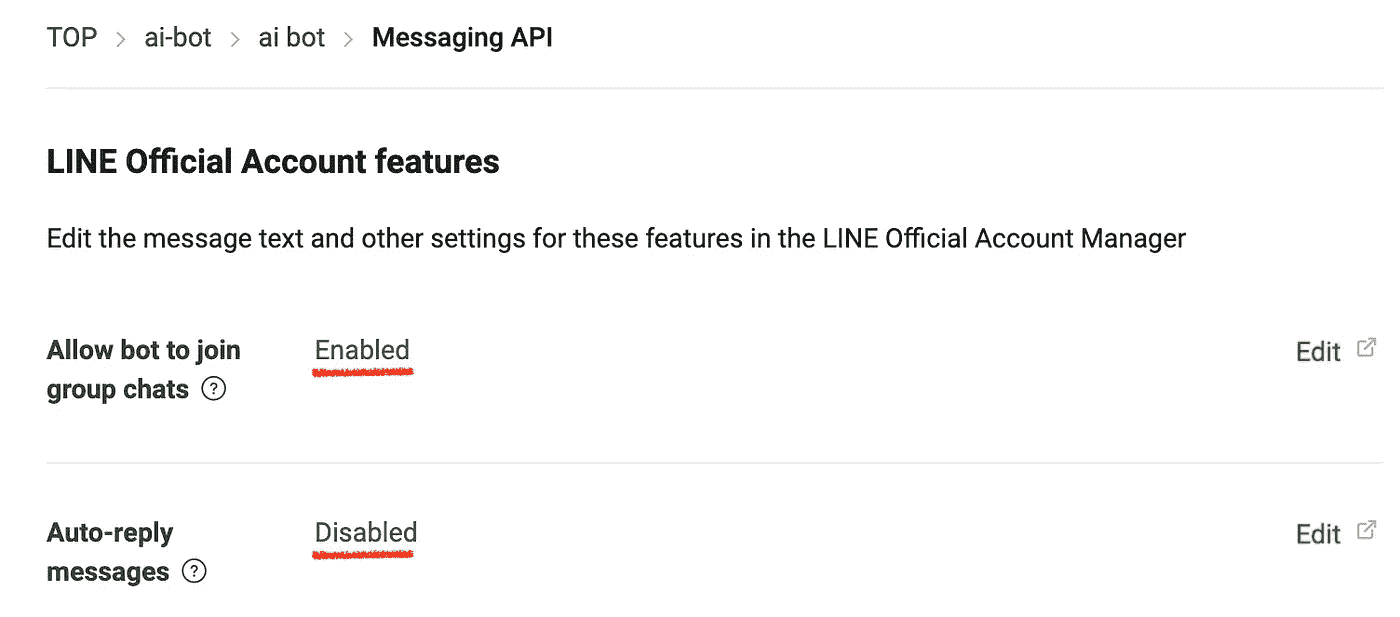 TOP > ai-bot > ai bot > Messaging API
LINE Official Account features
Edit the message text and other settings for these features in the LINE Official Account Manager
Allow bot to join Enabled Edit
group chats ?
Auto-reply Disabled Edit
messages ?